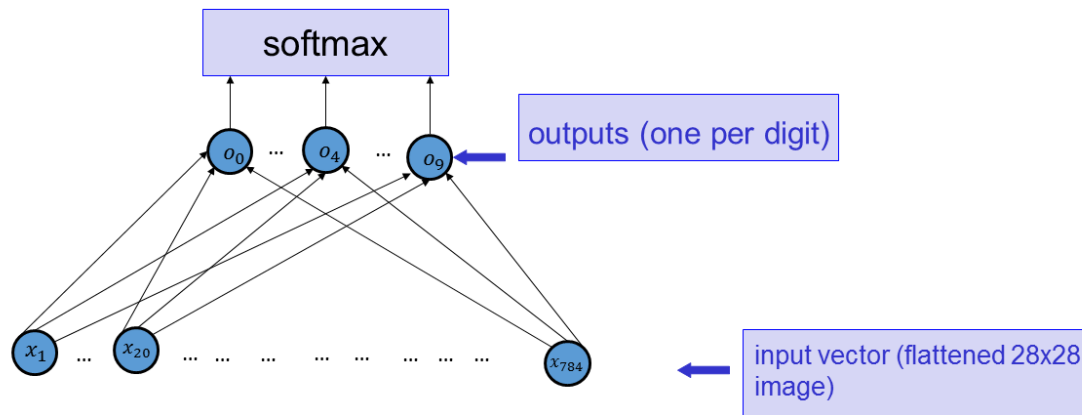 softmax
outputs (one per digit)
o₀ ... o₄ ... o₉
x₁ ... x₂₀ ... ... ... ... ... ... ... ... x₇₈₄
input vector (flattened 28x28
image)